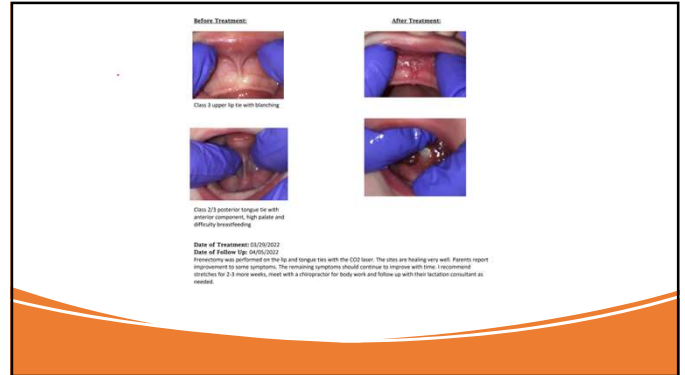 Before Treatment:
After Treatment:
Class 3 upper lip tie with blanching
Class 2/3 posterior tongue tie with
anterior component, high palate and
difficulty breastfeeding
Date of Treatment: 03/29/2022
Date of Follow Up: 04/05/2022
Frenectomy was performed on the lip and tongue ties with the CO2 laser. The sites are healing very well. Parents report
improvement to some symptoms. The remaining symptoms should continue to improve with time. I recommend
stretches for 2-3 more weeks, meet with a chiropractor for body work and follow up with their lactation consultant as
needed.